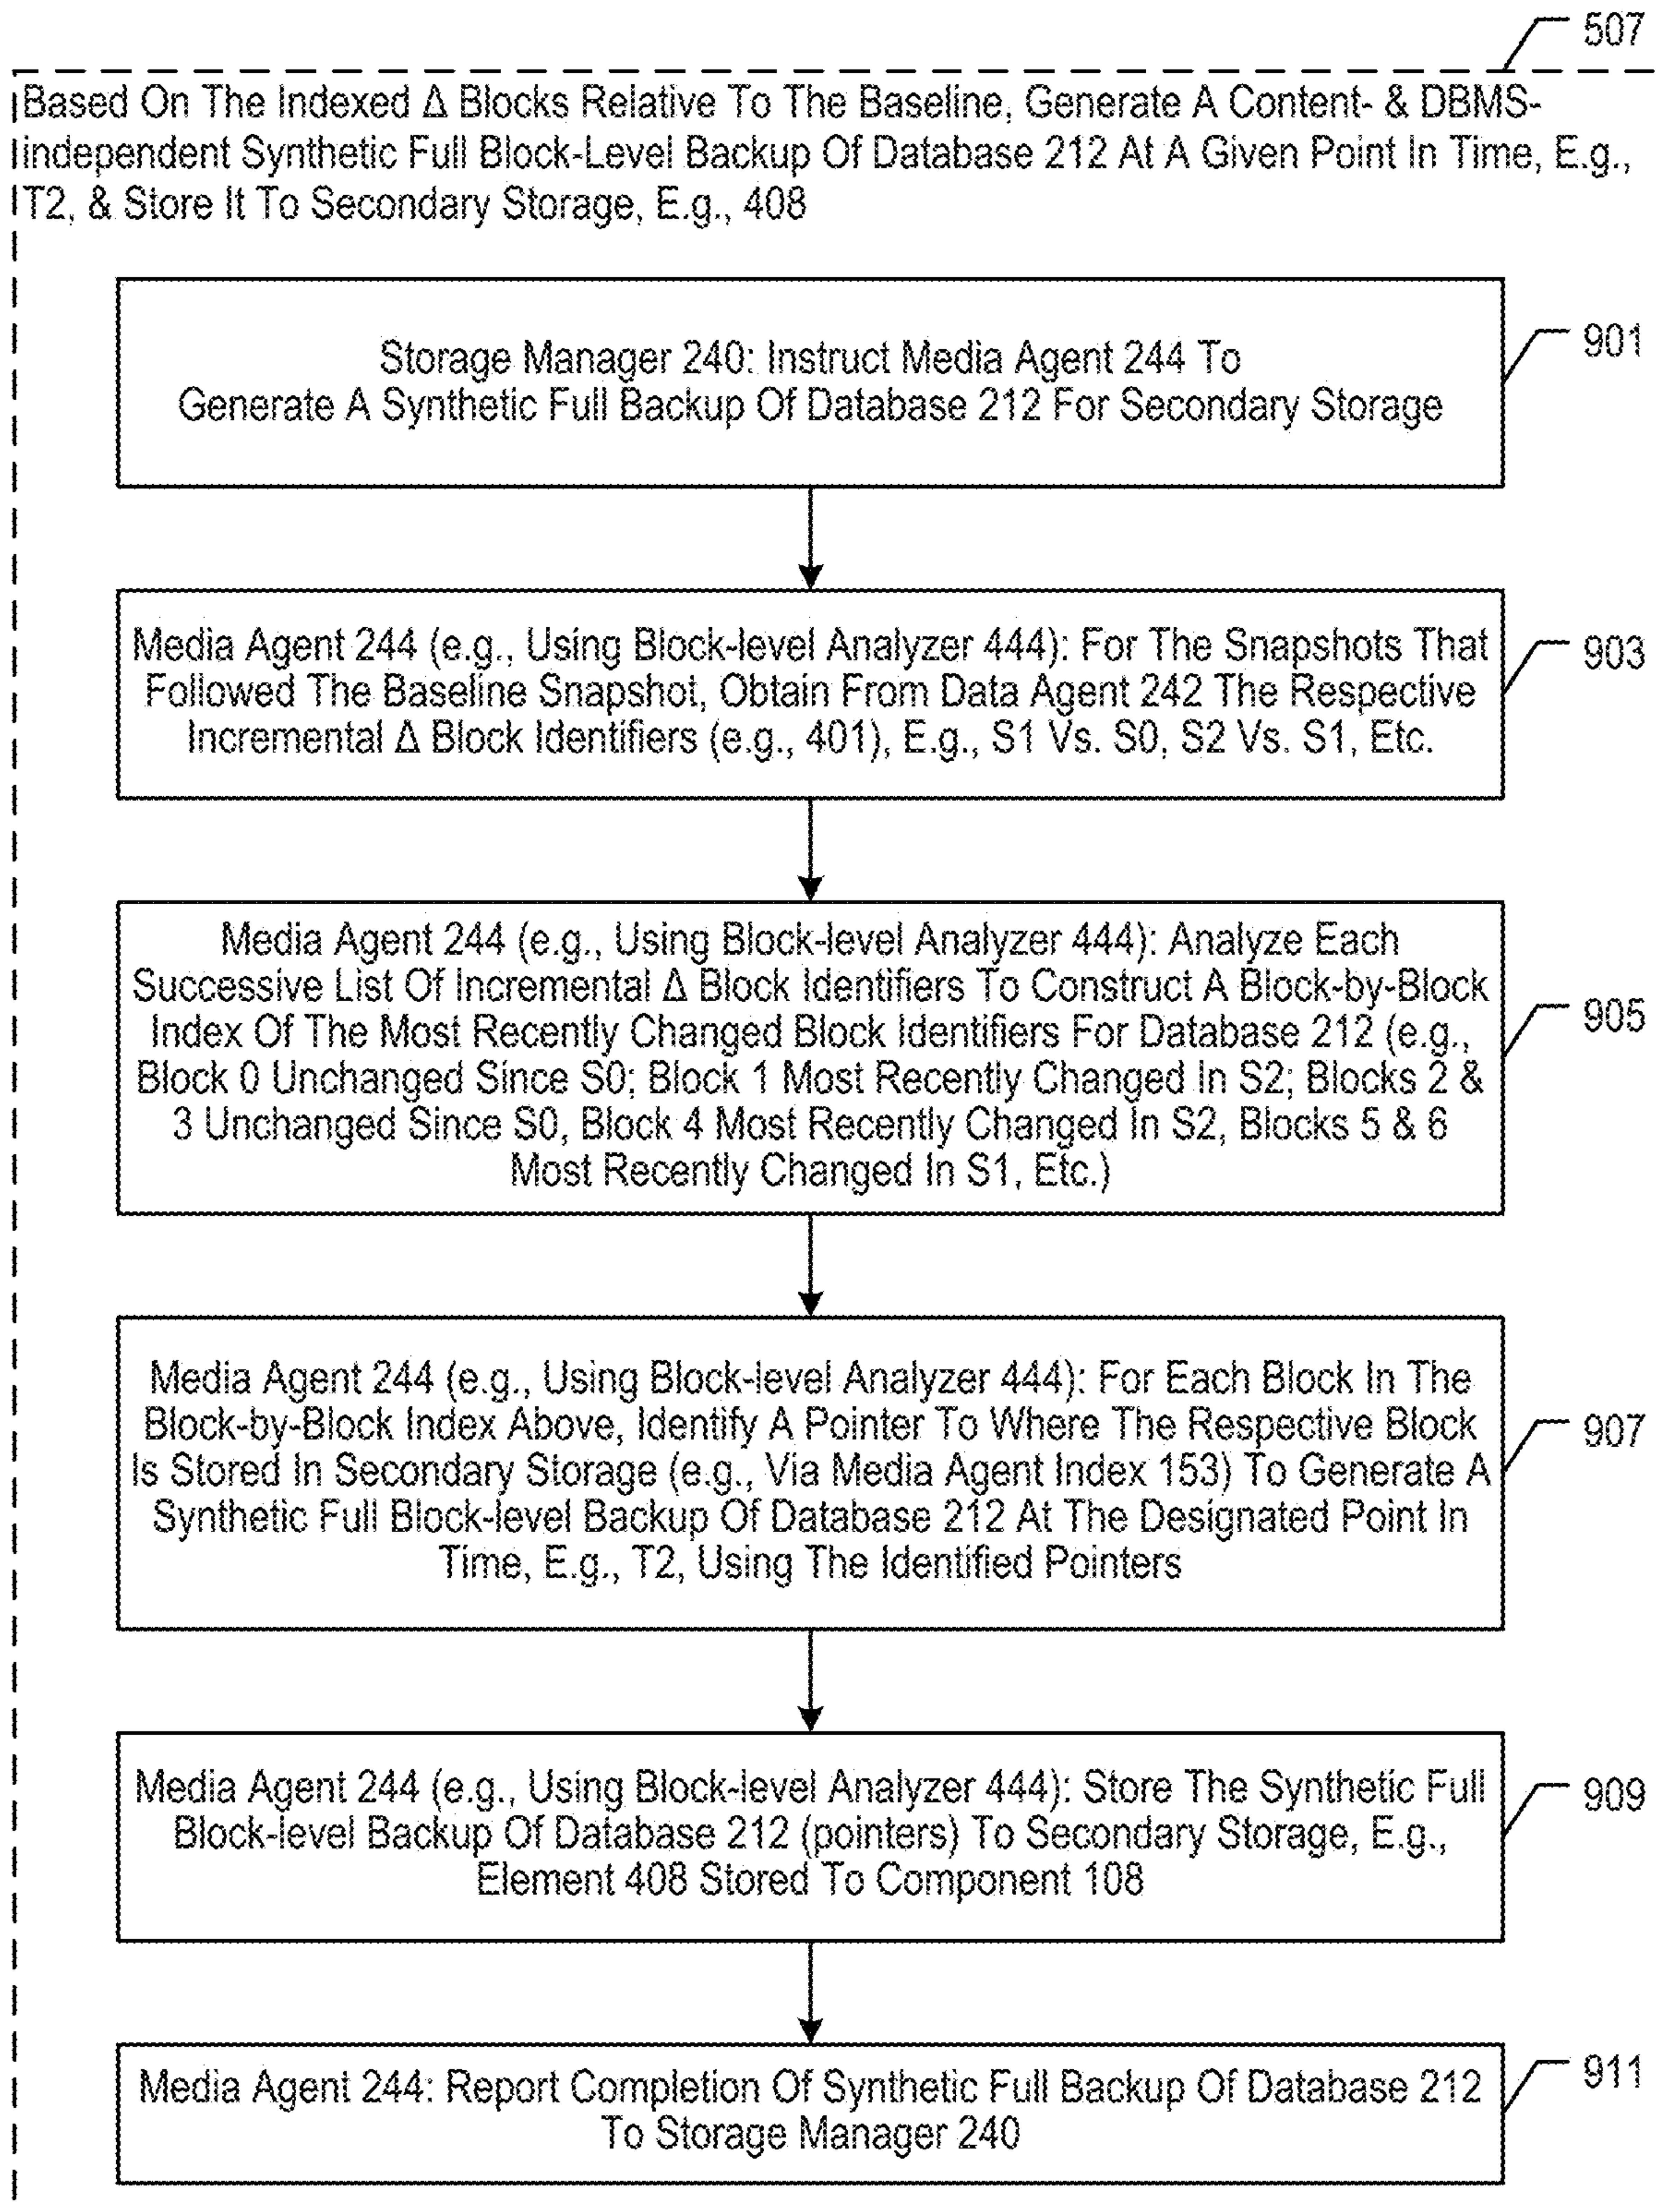 507
Based On The Indexed Δ Blocks Relative To The Baseline, Generate A Content- & DBMS-
independent Synthetic Full Block-Level Backup Of Database 212 At A Given Point In Time, E.g.,
T2, & Store It To Secondary Storage, E.g., 408
Storage Manager 240: Instruct Media Agent 244 To
Generate A Synthetic Full Backup Of Database 212 For Secondary Storage
901
Media Agent 244 (e.g., Using Block-level Analyzer 444): For The Snapshots That
Followed The Baseline Snapshot, Obtain From Data Agent 242 The Respective
Incremental Δ Block Identifiers (e.g., 401), E.g., S1 Vs. S0, S2 Vs. S1, Etc.
903
Media Agent 244 (e.g., Using Block-level Analyzer 444): Analyze Each
Successive List Of Incremental Δ Block Identifiers To Construct A Block-by-Block
Index Of The Most Recently Changed Block Identifiers For Database 212 (e.g.,
Block 0 Unchanged Since S0; Block 1 Most Recently Changed In S2; Blocks 2 &
3 Unchanged Since S0, Block 4 Most Recently Changed In S2, Blocks 5 & 6
Most Recently Changed In S1, Etc.)
905
Media Agent 244 (e.g., Using Block-level Analyzer 444): For Each Block In The
Block-by-Block Index Above, Identify A Pointer To Where The Respective Block
Is Stored In Secondary Storage (e.g., Via Media Agent Index 153) To Generate A
Synthetic Full Block-level Backup Of Database 212 At The Designated Point In
Time, E.g., T2, Using The Identified Pointers
907
Media Agent 244 (e.g., Using Block-level Analyzer 444): Store The Synthetic Full
Block-level Backup Of Database 212 (pointers) To Secondary Storage, E.g.,
Element 408 Stored To Component 108
909
Media Agent 244: Report Completion Of Synthetic Full Backup Of Database 212
To Storage Manager 240
911